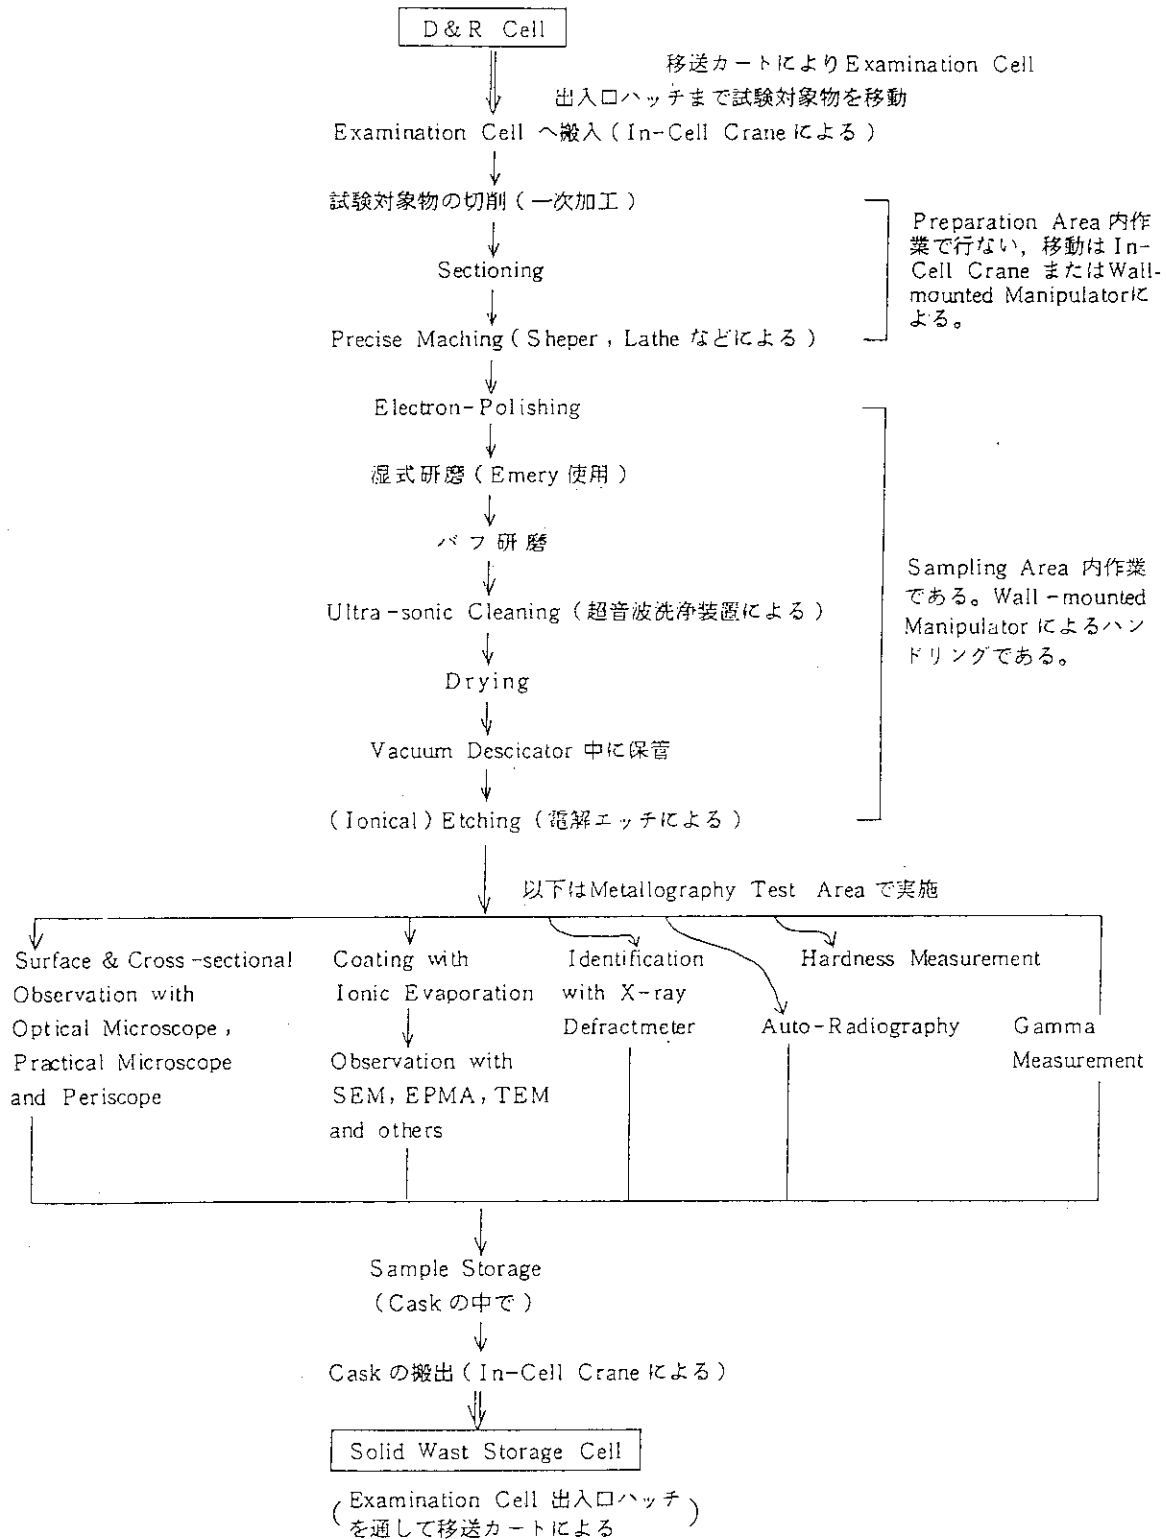 D&R Cell
移送カートによりExamination Cell
出入口ハッチまで試験対象物を移動
Examination Cell へ搬入(In-Cell Craneによる)
試験対象物の切削(一次加工)
Sectioning
Precise Maching(Sheper, Lathe などによる)
Preparation Area 内作
業で行ない,移動は In-
Cell Crane またはWall-
mounted Manipulatorに
よる。
Electron-Polishing
湿式研磨(Emery 使用)
バフ研磨
Ultra-sonic Cleaning(超音波洗浄装置による)
Drying
Vacuum Descicator 中に保管
(Ionical)Etching(電解エッチによる)
Sampling Area 内作業
である。Wall-mounted
Manipulator によるハン
ドリングである。
以下はMetallography Test Area で実施
Surface & Cross-sectional
Observation with
Optical Microscope,
Practical Microscope
and Periscope
Coating with
Ionic Evaporation
Observation with
SEM, EPMA, TEM
and others
Identification
with X-ray
Defractmeter
Auto-Radiography
Hardness Measurement
Gamma
Measurement
Sample Storage
(Cask の中で)
Cask の搬出(In-Cell Crane による)
Solid Wast Storage Cell
(Examination Cell 出入口ハッチ
を通して移送カートによる)